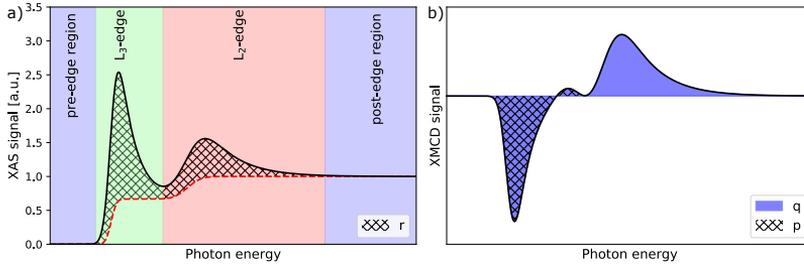 a)
XAS signal [a.u.]
3.5
3.0
2.5
2.0
1.5
1.0
0.5
0.0
pre-edge region
L3-edge
L2-edge
post-edge region
r
Photon energy
b)
XMCD signal
q
p
Photon energy